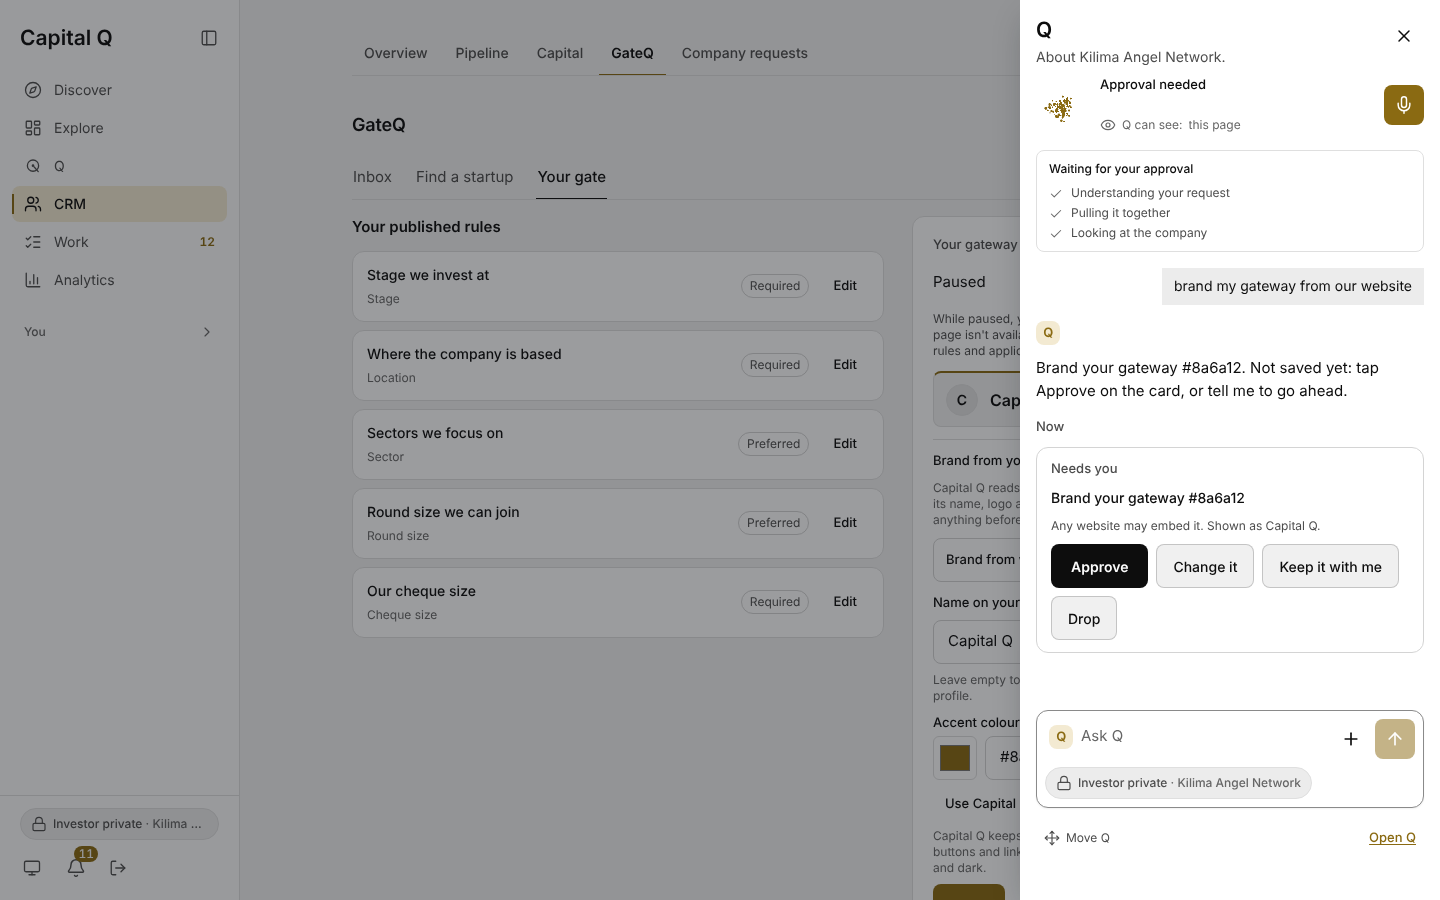 Capital Q
Discover
Explore
Q
CRM
Work
12
Analytics
You
Investor private · Kilima ...
11
Overview
Pipeline
Capital
GateQ
Company requests
GateQ
Inbox
Find a startup
Your gate
Your published rules
Stage we invest at
Stage
Required
Edit
Where the company is based
Location
Required
Edit
Sectors we focus on
Sector
Preferred
Edit
Round size we can join
Round size
Preferred
Edit
Our cheque size
Cheque size
Required
Edit
Your gateway
Paused
While paused,
page isn't
rules and
C
Brand from
Capital Q reads
its name, logo
anything before
Brand from
Name on your
Capital Q
Leave empty to
profile.
Accent colour
#8
Use Capital
Capital Q keeps
buttons and
and dark.
Q
About Kilima Angel Network.
Approval needed
Q can see: this page
Waiting for your approval
Understanding your request
Pulling it together
Looking at the company
brand my gateway from our website
Q
Brand your gateway #8a6a12. Not saved yet: tap
Approve on the card, or tell me to go ahead.
Now
Needs you
Brand your gateway #8a6a12
Any website may embed it. Shown as Capital Q.
Approve
Change it
Keep it with me
Drop
Q
Ask Q
Investor private · Kilima Angel Network
Move Q
Open Q